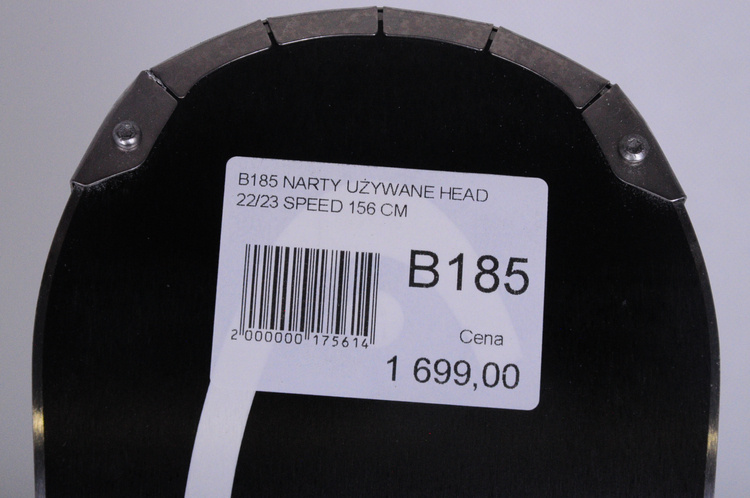 B185 NARTY UŻYWANE HEAD
22/23 SPEED 156 CM
B185
2 000000 175614
Cena
1 699,00